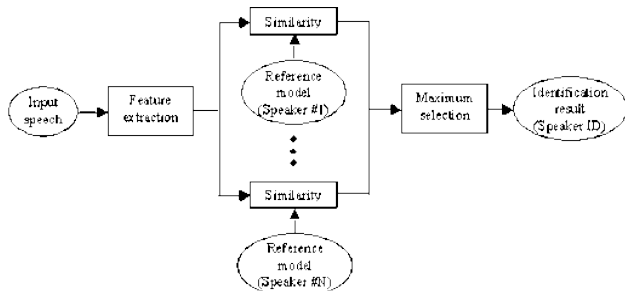 Similarity
Input
speech
Feature
extraction
Reference
model
(Speaker #1)
Maximum
selection
Identification
result
(Speaker ID)
Similarity
Reference
model
(Speaker #N)